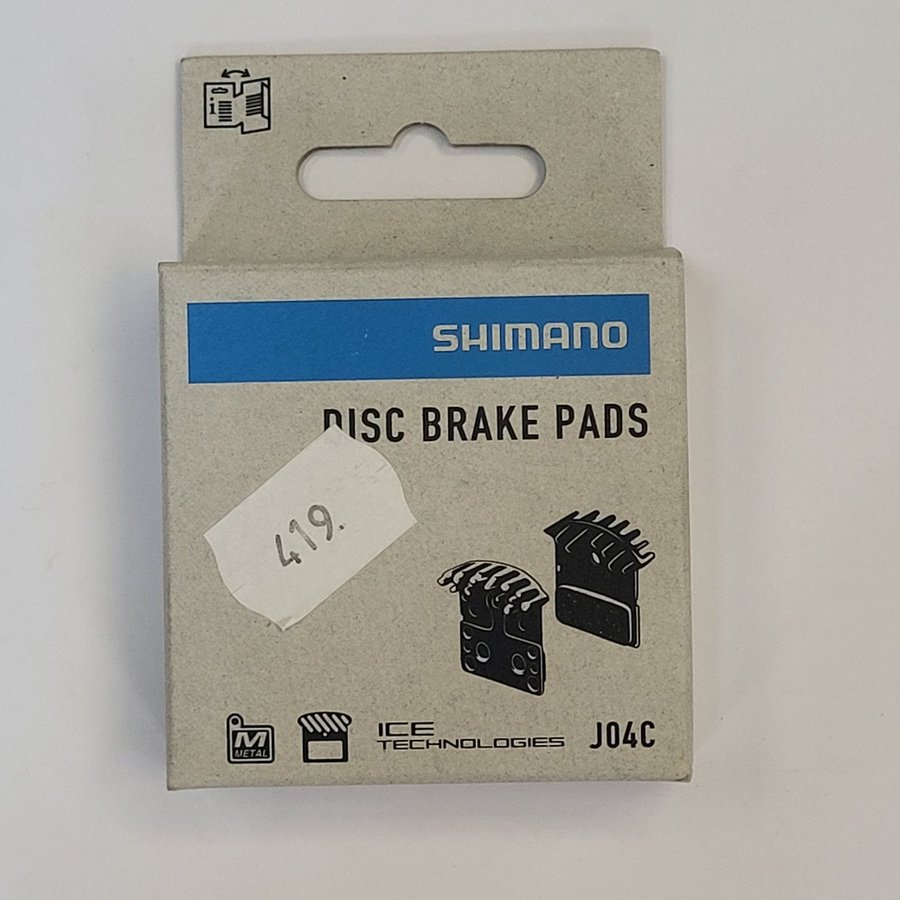 i
SHIMANO
DISC BRAKE PADS
419.
M
METAL
ICE
TECHNOLOGIES
J04C